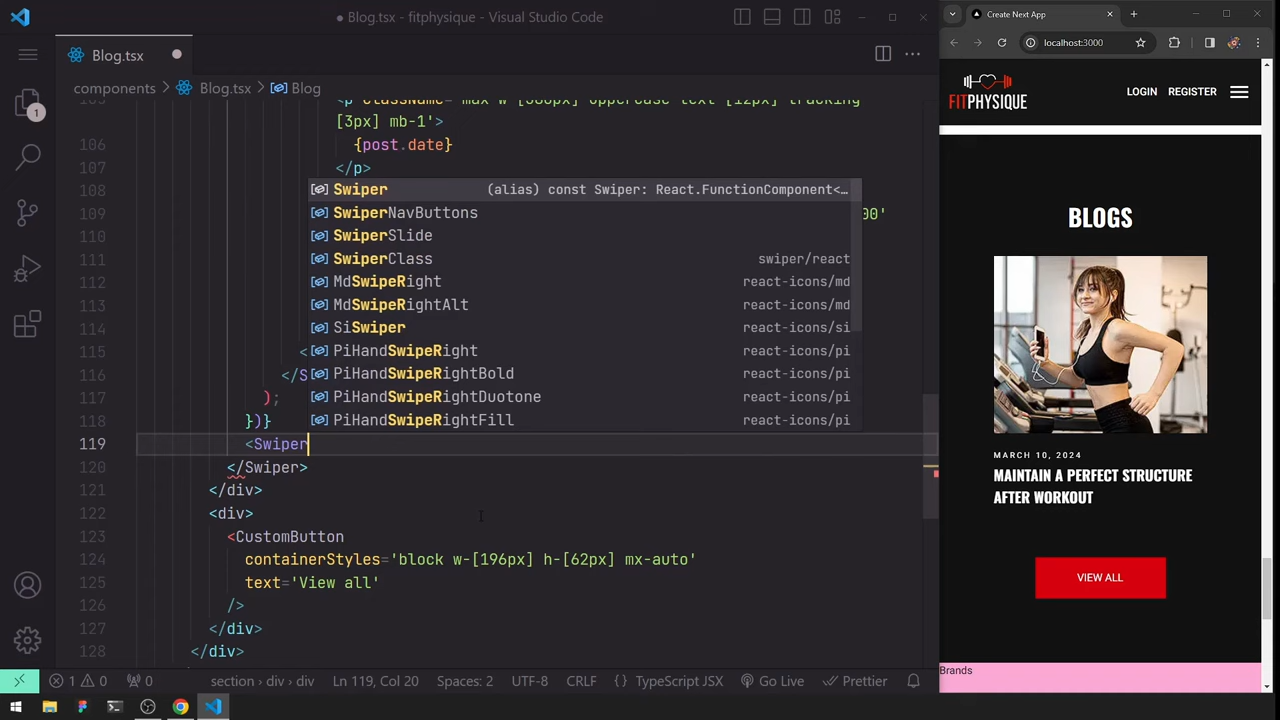 Blog.tsx - fitphysique - Visual Studio Code
Blog.tsx
components > Blog.tsx > Blog
[3px] mb-1'>
106 {post.date}
107 </p>
108
109 00'
110
111
112
113
114
115 <
116 </S
117 );
118 })}
119 <Swiper
120 </Swiper>
121 </div>
122 <div>
123 <CustomButton
124 containerStyles='block w-[196px] h-[62px] mx-auto'
125 text='View all'
126 />
127 </div>
128 </div>
Swiper (alias) const Swiper: React.FunctionComponent<…
SwiperNavButtons
SwiperSlide
SwiperClass swiper/react
MdSwipeRight react-icons/md
MdSwipeRightAlt react-icons/md
SiSwiper react-icons/si
PiHandSwipeRight react-icons/pi
PiHandSwipeRightBold react-icons/pi
PiHandSwipeRightDuotone react-icons/pi
PiHandSwipeRightFill react-icons/pi
1
1 0 0 section > div > div Ln 119, Col 20 Spaces: 2 UTF-8 CRLF {} TypeScript JSX Go Live Prettier
Create Next App
localhost:3000
FITPHYSIQUE
LOGIN REGISTER
BLOGS
MARCH 10, 2024
MAINTAIN A PERFECT STRUCTURE
AFTER WORKOUT
VIEW ALL
Brands